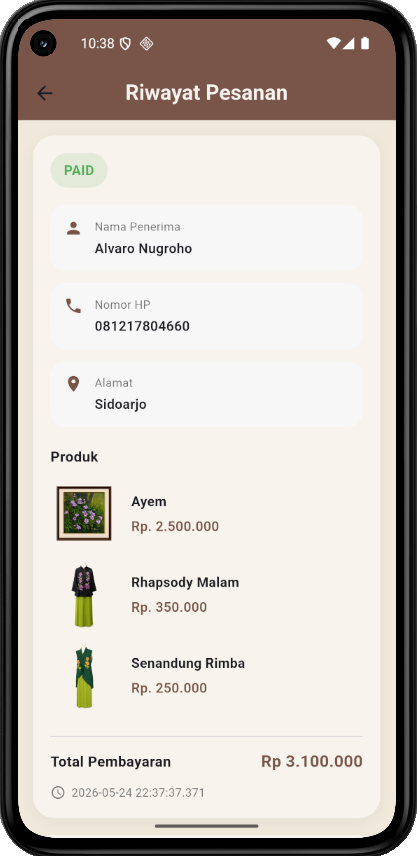 10:38
Riwayat Pesanan
PAID
Nama Penerima
Alvaro Nugroho
Nomor HP
081217804660
Alamat
Sidoarjo
Produk
Ayem
Rp. 2.500.000
Rhapsody Malam
Rp. 350.000
Senandung Rimba
Rp. 250.000
Total Pembayaran Rp 3.100.000
2026-05-24 22:37:37.371